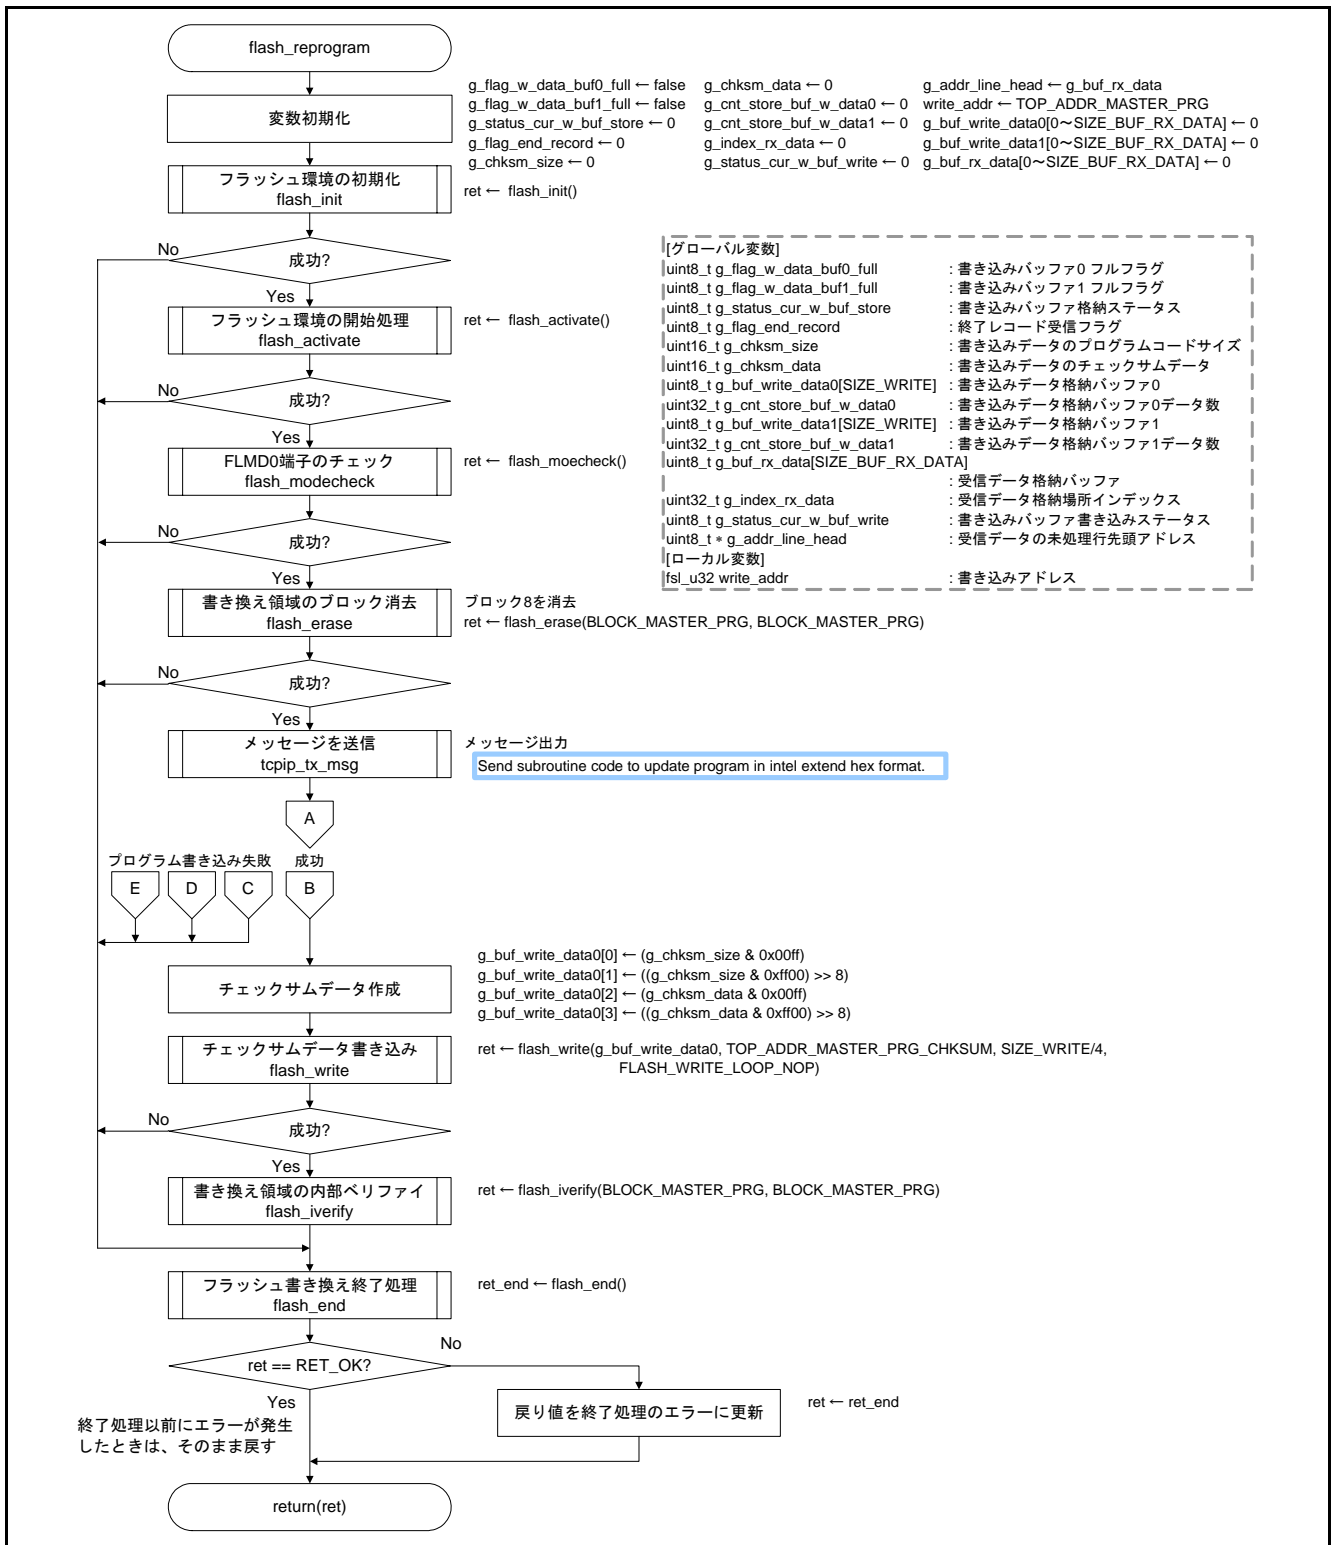 flash_reprogram
変数初期化
g_flag_w_data_buf0_full ← false g_chksm_data ← 0 g_addr_line_head ← g_buf_rx_data
g_flag_w_data_buf1_full ← false g_cnt_store_buf_w_data0 ← 0 write_addr ← TOP_ADDR_MASTER_PRG
g_status_cur_w_buf_store ← 0 g_cnt_store_buf_w_data1 ← 0 g_buf_write_data0[0～SIZE_BUF_RX_DATA] ← 0
g_flag_end_record ← 0 g_index_rx_data ← 0 g_buf_write_data1[0～SIZE_BUF_RX_DATA] ← 0
g_chksm_size ← 0 g_status_cur_w_buf_write ← 0 g_buf_rx_data[0～SIZE_BUF_RX_DATA] ← 0
フラッシュ環境の初期化
flash_init
ret ← flash_init()
No
成功?
Yes
フラッシュ環境の開始処理
flash_activate
ret ← flash_activate()
No
成功?
Yes
FLMD0端子のチェック
flash_modecheck
ret ← flash_moecheck()
No
成功?
Yes
[グローバル変数]
uint8_t g_flag_w_data_buf0_full : 書き込みバッファ0 フルフラグ
uint8_t g_flag_w_data_buf1_full : 書き込みバッファ1 フルフラグ
uint8_t g_status_cur_w_buf_store : 書き込みバッファ格納ステータス
uint8_t g_flag_end_record : 終了レコード受信フラグ
uint16_t g_chksm_size : 書き込みデータのプログラムコードサイズ
uint16_t g_chksm_data : 書き込みデータのチェックサムデータ
uint8_t g_buf_write_data0[SIZE_WRITE] : 書き込みデータ格納バッファ0
uint32_t g_cnt_store_buf_w_data0 : 書き込みデータ格納バッファ0データ数
uint8_t g_buf_write_data1[SIZE_WRITE] : 書き込みデータ格納バッファ1
uint32_t g_cnt_store_buf_w_data1 : 書き込みデータ格納バッファ1データ数
uint8_t g_buf_rx_data[SIZE_BUF_RX_DATA]
: 受信データ格納バッファ
uint32_t g_index_rx_data : 受信データ格納場所インデックス
uint8_t g_status_cur_w_buf_write : 書き込みバッファ書き込みステータス
uint8_t * g_addr_line_head : 受信データの未処理行先頭アドレス
[ローカル変数]
fsl_u32 write_addr : 書き込みアドレス
書き換え領域のブロック消去
flash_erase
ブロック8を消去
ret ← flash_erase(BLOCK_MASTER_PRG, BLOCK_MASTER_PRG)
No
成功?
Yes
メッセージを送信
tcpip_tx_msg
メッセージ出力
Send subroutine code to update program in intel extend hex format.
A
プログラム書き込み失敗 成功
E D C B
チェックサムデータ作成
g_buf_write_data0[0] ← (g_chksm_size & 0x00ff)
g_buf_write_data0[1] ← ((g_chksm_size & 0xff00) >> 8)
g_buf_write_data0[2] ← (g_chksm_data & 0x00ff)
g_buf_write_data0[3] ← ((g_chksm_data & 0xff00) >> 8)
チェックサムデータ書き込み
flash_write
ret ← flash_write(g_buf_write_data0, TOP_ADDR_MASTER_PRG_CHKSUM, SIZE_WRITE/4,
FLASH_WRITE_LOOP_NOP)
No
成功?
Yes
書き換え領域の内部ベリファイ
flash_iverify
ret ← flash_iverify(BLOCK_MASTER_PRG, BLOCK_MASTER_PRG)
フラッシュ書き換え終了処理
flash_end
ret_end ← flash_end()
No
ret == RET_OK?
Yes
終了処理以前にエラーが発生
したときは、そのまま戻す
戻り値を終了処理のエラーに更新
ret ← ret_end
return(ret)